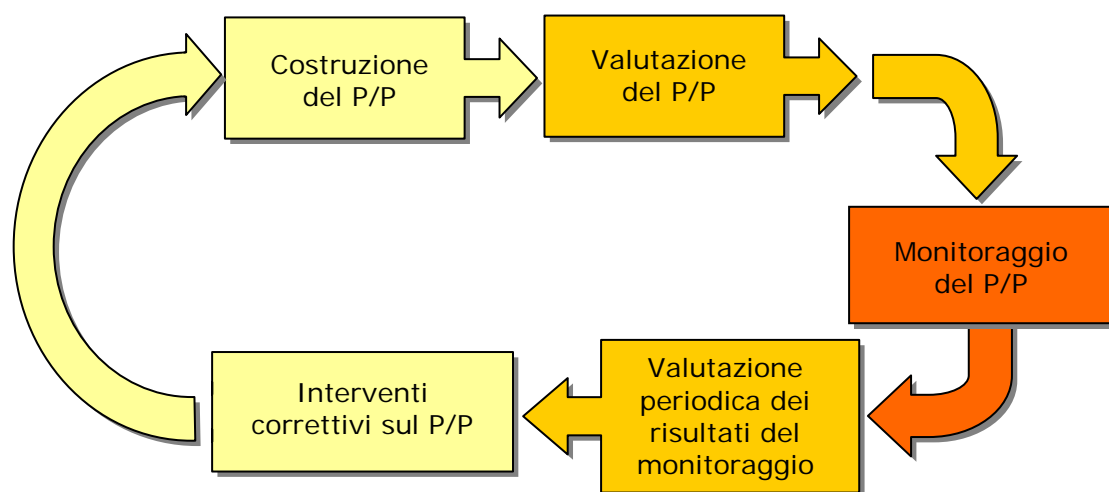 Costruzione
del P/P
Valutazione
del P/P
Monitoraggio
del P/P
Valutazione
periodica dei
risultati del
monitoraggio
Interventi
correttivi sul P/P